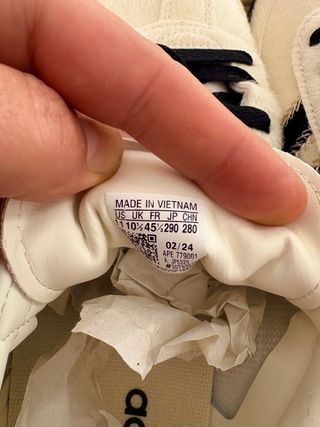 MADE IN VIETNAM
US UK FR JP CHN
11 10½ 45⅓ 290 280
02/24
APE 779001